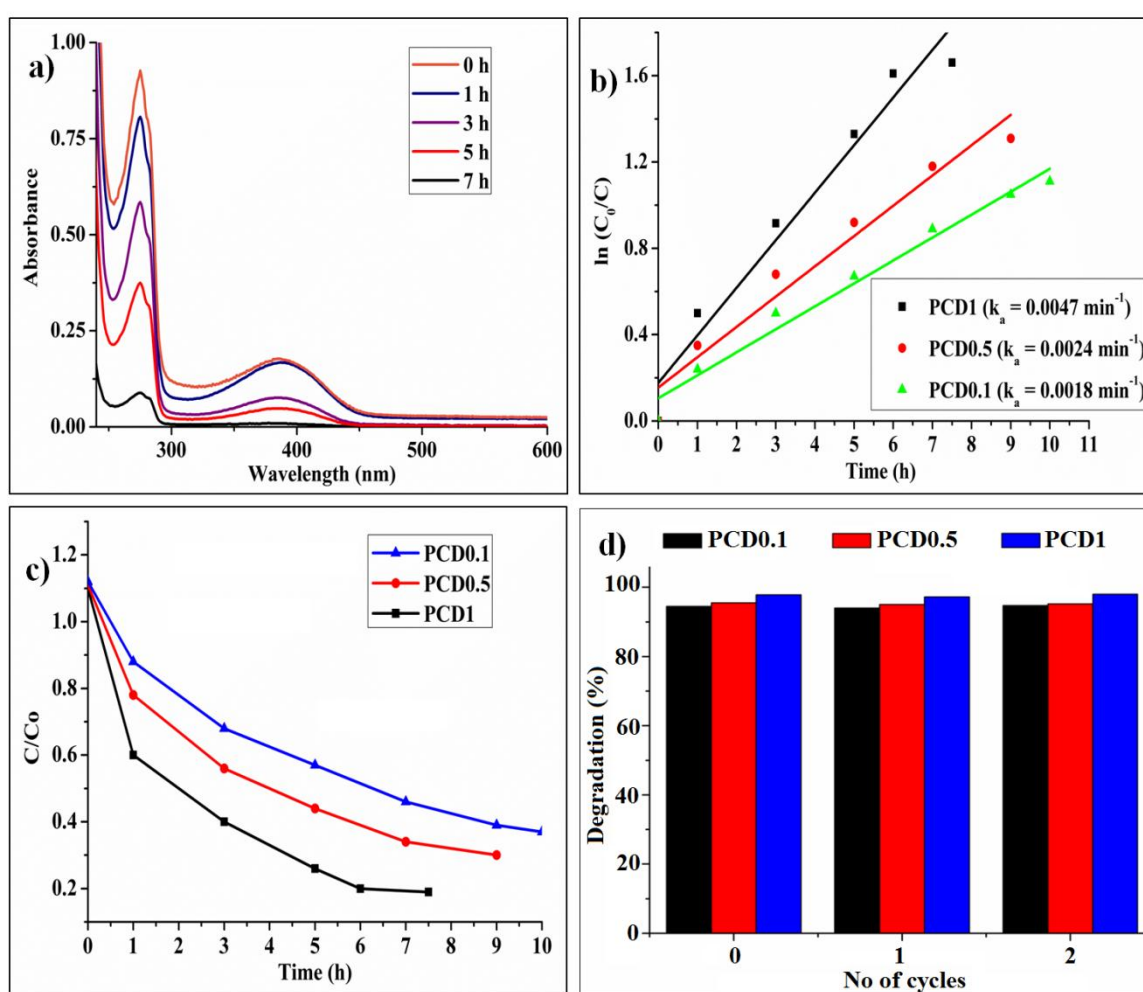 a)
0 h
1 h
3 h
5 h
7 h
1.00
0.75
0.50
0.25
0.00
Absorbance
300 400 500 600
Wavelength (nm)
b)
1.6
1.2
0.8
0.4
0.0
ln (C0/C)
PCD1 (ka = 0.0047 min-1)
PCD0.5 (ka = 0.0024 min-1)
PCD0.1 (ka = 0.0018 min-1)
0 1 2 3 4 5 6 7 8 9 10 11
Time (h)
c)
PCD0.1
PCD0.5
PCD1
1.2
1.0
0.8
0.6
0.4
0.2
C/Co
0 1 2 3 4 5 6 7 8 9 10
Time (h)
d)
PCD0.1 PCD0.5 PCD1
100
80
60
40
20
0
Degradation (%)
0 1 2
No of cycles